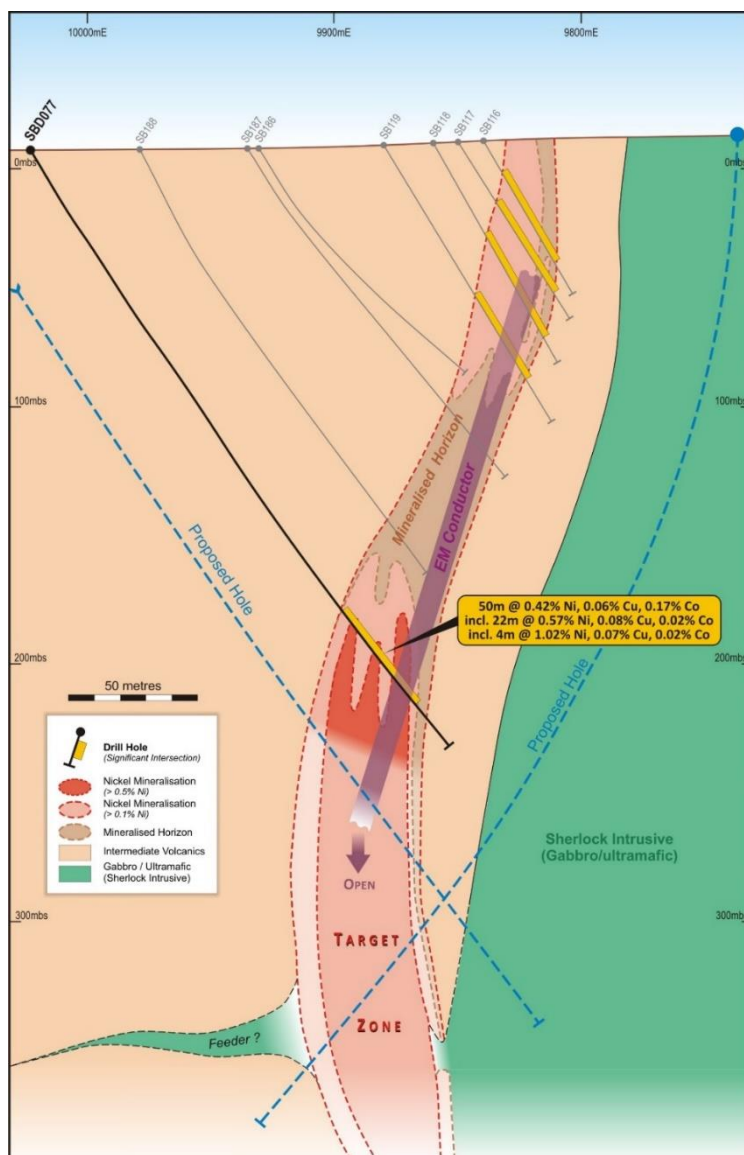 10000mE
9900mE
9800mE
SBD077
SB188
SB187
SB186
SB119
SB118
SB117
SB116
0mbs
0mbs
100mbs
100mbs
Mineralised Horizon
EM Conductor
Proposed Hole
50m @ 0.42% Ni, 0.06% Cu, 0.17% Co
incl. 22m @ 0.57% Ni, 0.08% Cu, 0.02% Co
incl. 4m @ 1.02% Ni, 0.07% Cu, 0.02% Co
200mbs
200mbs
Proposed Hole
50 metres
Drill Hole
(Significant Intersection)
Nickel Mineralisation
(> 0.5% Ni)
Nickel Mineralisation
(> 0.1% Ni)
Mineralised Horizon
Intermediate Volcanics
Gabbro / Ultramafic
(Sherlock Intrusive)
Sherlock Intrusive
(Gabbro/ultramafic)
OPEN
300mbs
300mbs
TARGET
ZONE
Feeder ?